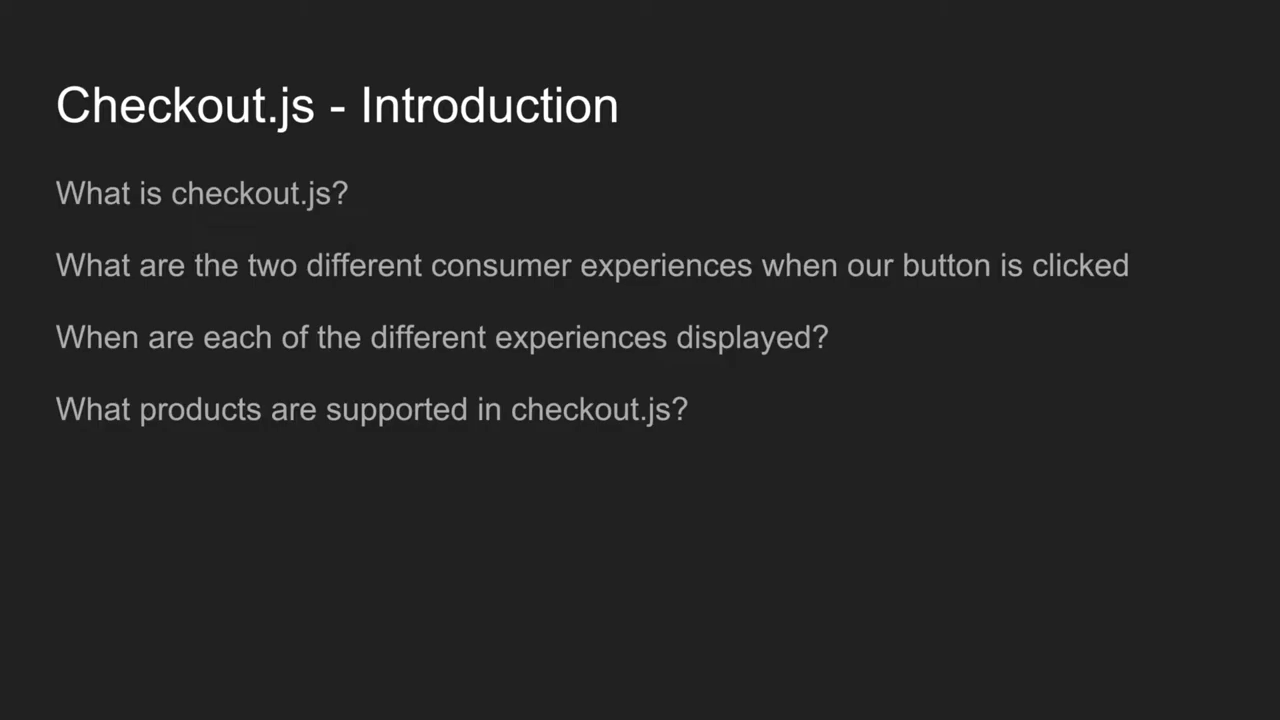 Checkout.js - Introduction
What is checkout.js?
What are the two different consumer experiences when our button is clicked
When are each of the different experiences displayed?
What products are supported in checkout.js?